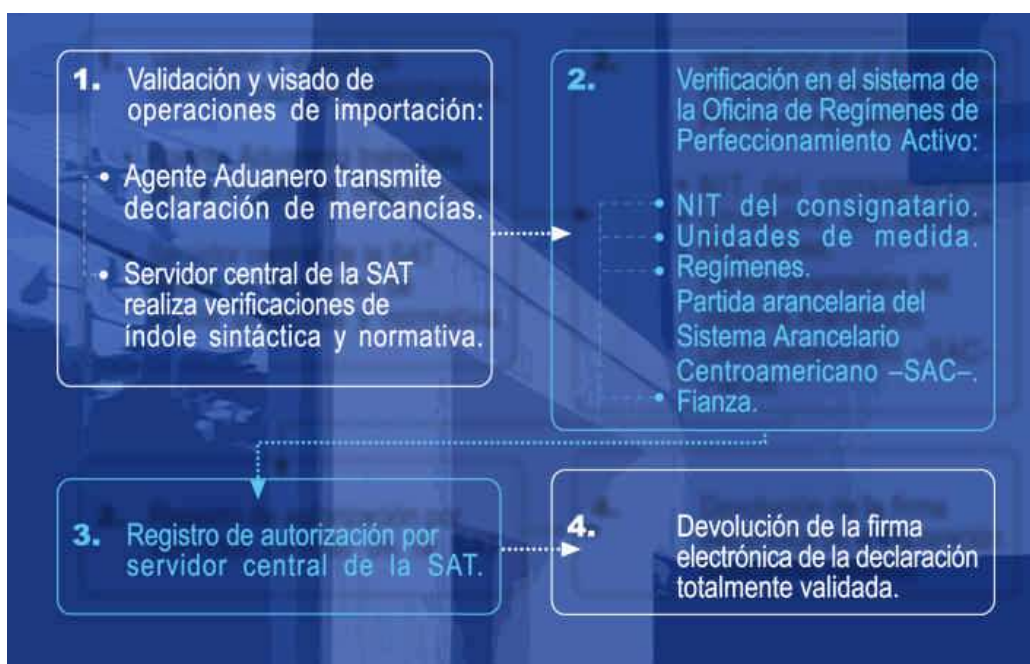 1. Validación y visado de
operaciones de importación:
• Agente Aduanero transmite
declaración de mercancías.
• Servidor central de la SAT
realiza verificaciones de
índole sintáctica y normativa.
2. Verificación en el sistema de
la Oficina de Regímenes de
Perfeccionamiento Activo:
• NIT del consignatario.
• Unidades de medida.
• Regímenes.
Partida arancelaria del
Sistema Arancelario
Centroamericano –SAC–.
• Fianza.
3. Registro de autorización por
servidor central de la SAT.
4. Devolución de la firma
electrónica de la declaración
totalmente validada.